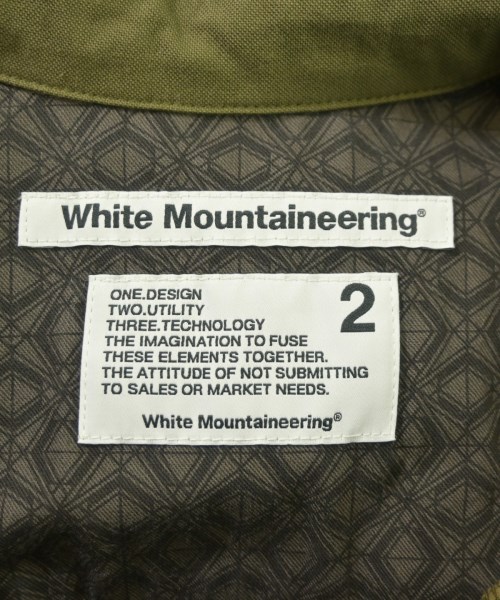 White Mountaineering®
ONE.DESIGN
2
TWO.UTILITY
THREE.TECHNOLOGY
THE IMAGINATION TO FUSE
THESE ELEMENTS TOGETHER.
THE ATTITUDE OF NOT SUBMITTING
TO SALES OR MARKET NEEDS.
White Mountaineering®